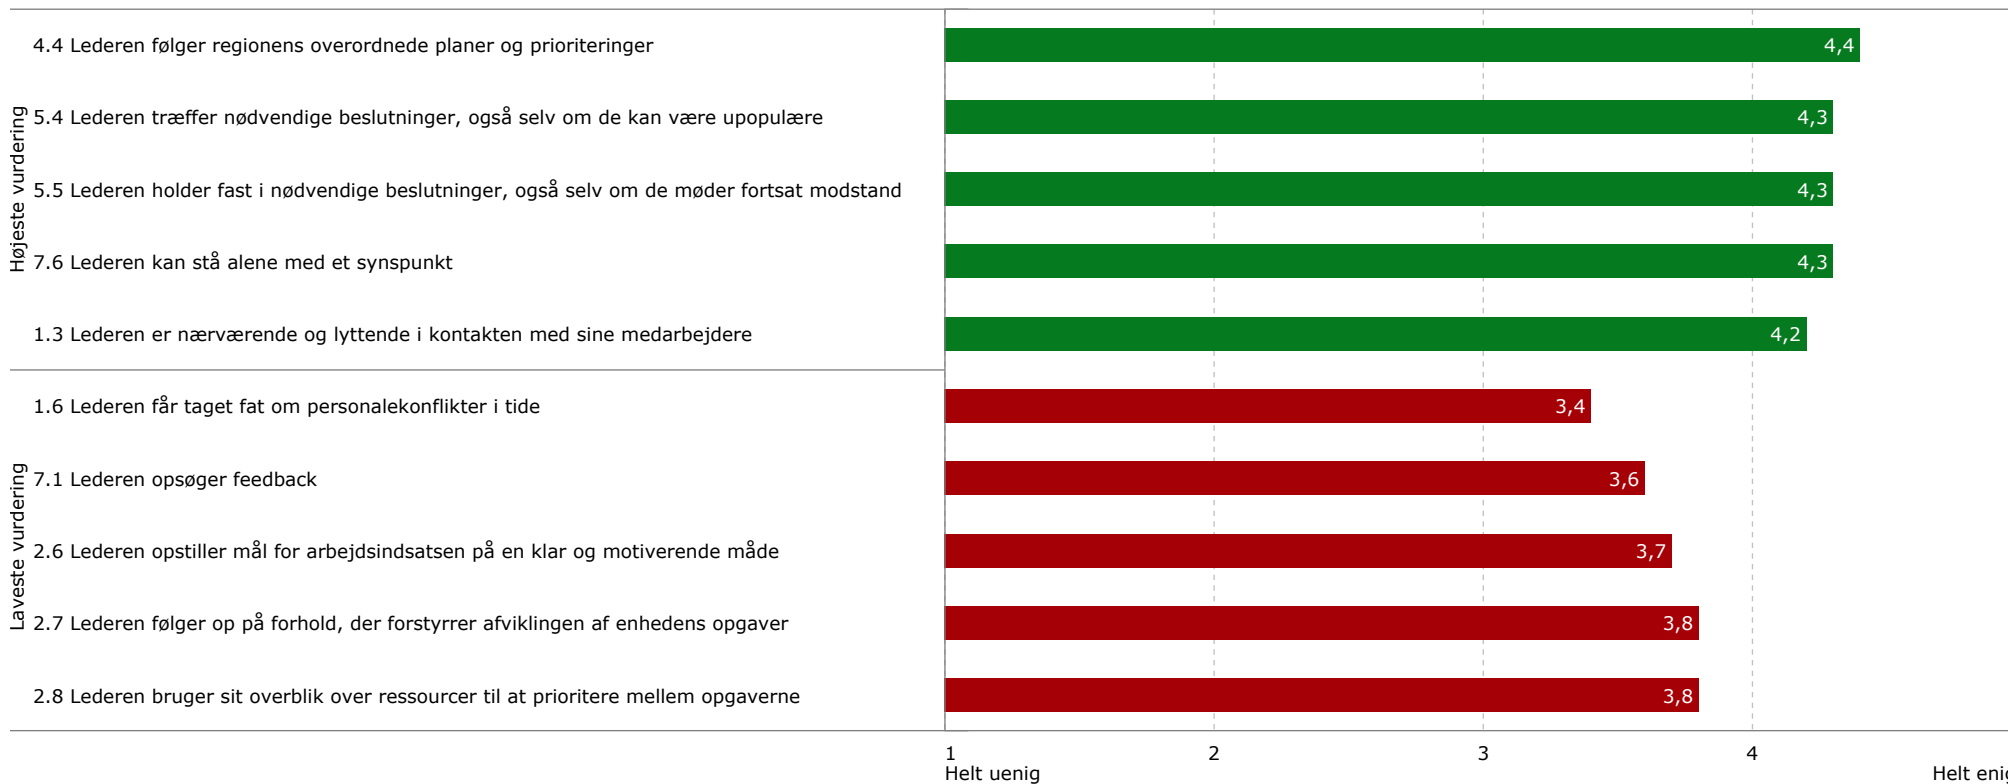 Højeste vurdering
4.4 Lederen følger regionens overordnede planer og prioriteringer 4,4
5.4 Lederen træffer nødvendige beslutninger, også selv om de kan være upopulære 4,3
5.5 Lederen holder fast i nødvendige beslutninger, også selv om de møder fortsat modstand 4,3
7.6 Lederen kan stå alene med et synspunkt 4,3
1.3 Lederen er nærværende og lyttende i kontakten med sine medarbejdere 4,2
Laveste vurdering
1.6 Lederen får taget fat om personalekonflikter i tide 3,4
7.1 Lederen opsøger feedback 3,6
2.6 Lederen opstiller mål for arbejdsindsatsen på en klar og motiverende måde 3,7
2.7 Lederen følger op på forhold, der forstyrrer afviklingen af enhedens opgaver 3,8
2.8 Lederen bruger sit overblik over ressourcer til at prioritere mellem opgaverne 3,8
1 2 3 4
Helt uenig Helt enig